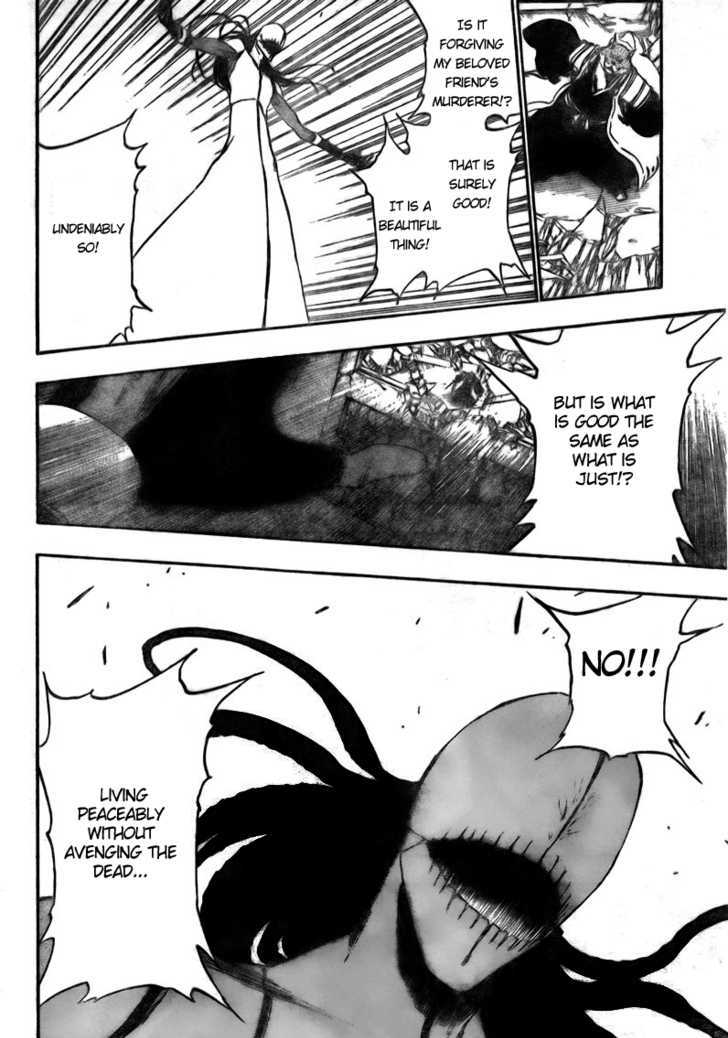 IS IT
FORGIVING
MY BELOVED
FRIEND'S
MURDERER!?
THAT IS
SURELY
GOOD!
IT IS A
BEAUTIFUL
THING!
UNDENIABLY
SO!
BUT IS WHAT
IS GOOD THE
SAME AS
WHAT IS
JUST!?
NO!!!
LIVING
PEACEABLY
WITHOUT
AVENGING THE
DEAD...